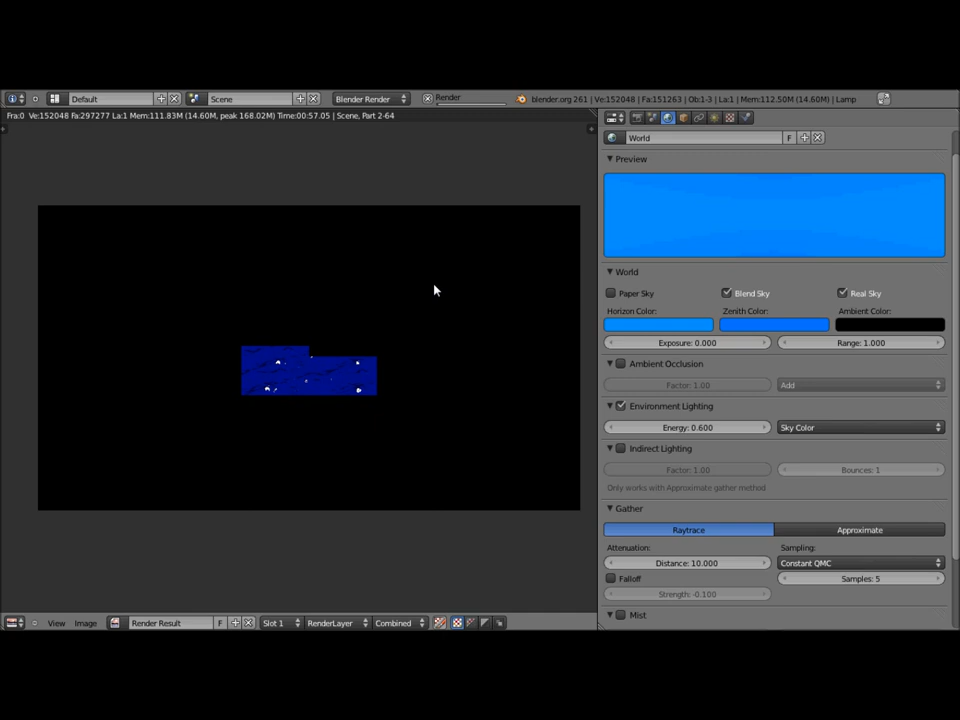 Default Scene Blender Render Render blender.org 261 | Ve:152048 | Fa:151263 | Ob:1-3 | La:1 | Mem:112.50M (14.60M) | Lamp
Fra:0 Ve:152048 Fa:297277 La:1 Mem:111.83M (14.60M, peak 168.02M) Time:00:57.05 | Scene, Part 2-64
World F
Preview
World
Paper Sky Blend Sky Real Sky
Horizon Color: Zenith Color: Ambient Color:
Exposure: 0.000 Range: 1.000
Ambient Occlusion
Factor: 1.00 Add
Environment Lighting
Energy: 0.600 Sky Color
Indirect Lighting
Factor: 1.00 Bounces: 1
Only works with Approximate gather method
Gather
Raytrace Approximate
Attenuation: Sampling:
Distance: 10.000 Constant QMC
Falloff Samples: 5
Strength: -0.100
Mist
View Image Render Result F Slot 1 RenderLayer Combined